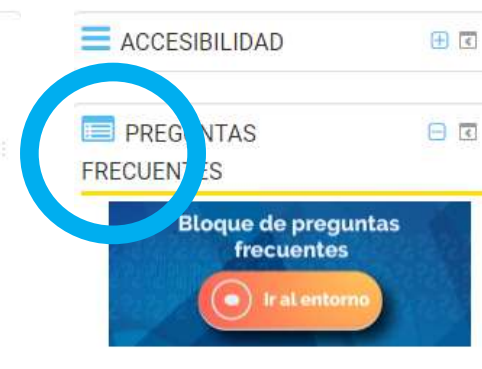 ACCESIBILIDAD
PREGUNTAS
FRECUENTES
Bloque de preguntas
frecuentes
Ir al entorno